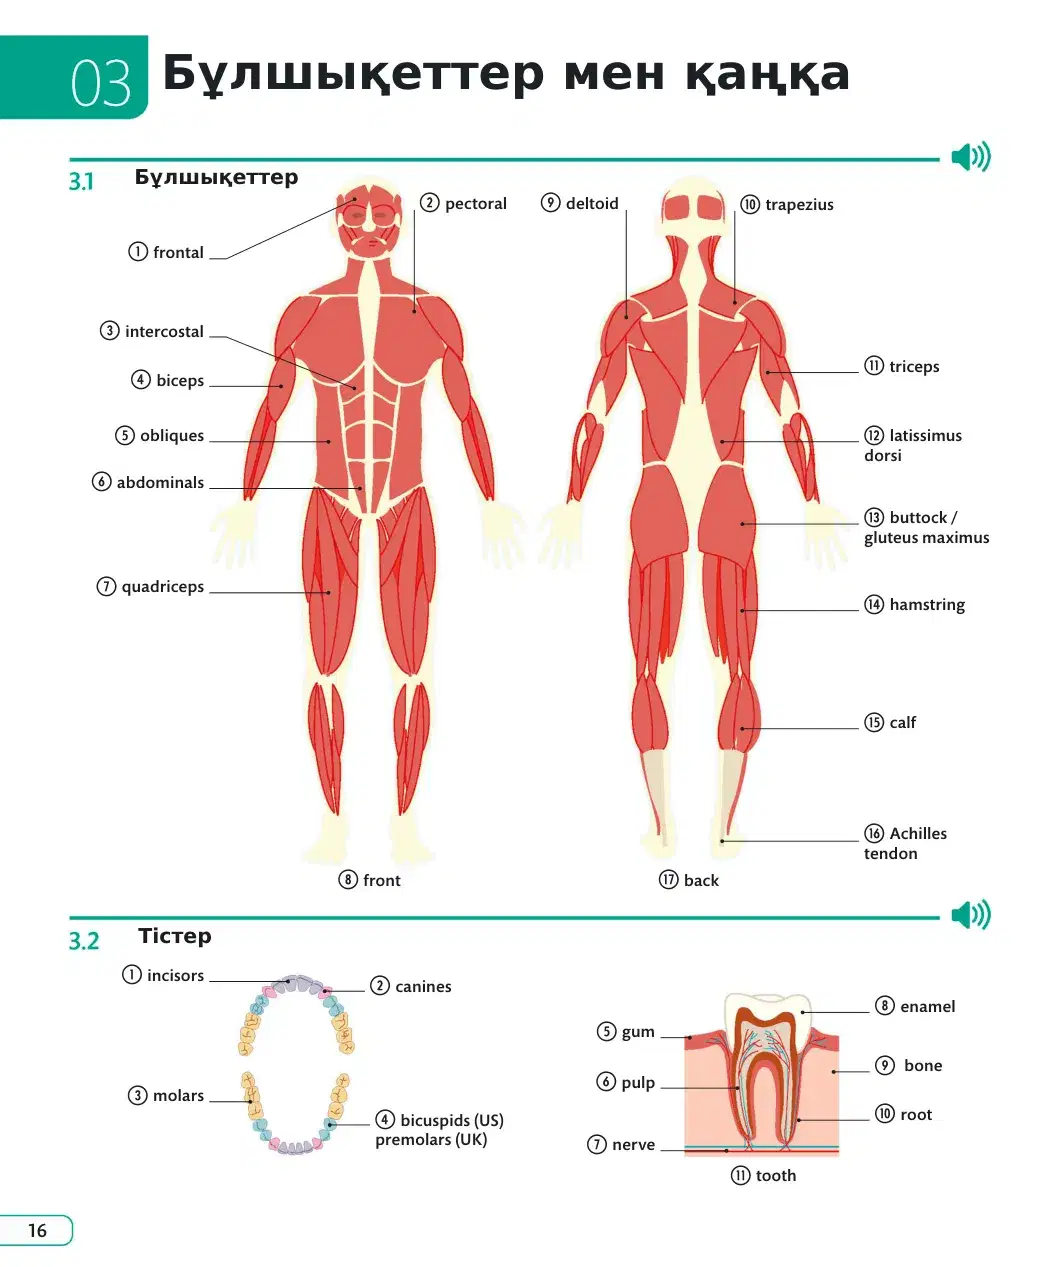 03 Бұлшықеттер мен қаңқа
3.1 Бұлшықеттер
1 frontal
2 pectoral
3 intercostal
4 biceps
5 obliques
6 abdominals
7 quadriceps
8 front
9 deltoid
10 trapezius
11 triceps
12 latissimus
dorsi
13 buttock /
gluteus maximus
14 hamstring
15 calf
16 Achilles
tendon
17 back
3.2 Тістер
1 incisors
2 canines
3 molars
4 bicuspids (US)
premolars (UK)
5 gum
6 pulp
7 nerve
8 enamel
9 bone
10 root
11 tooth
16